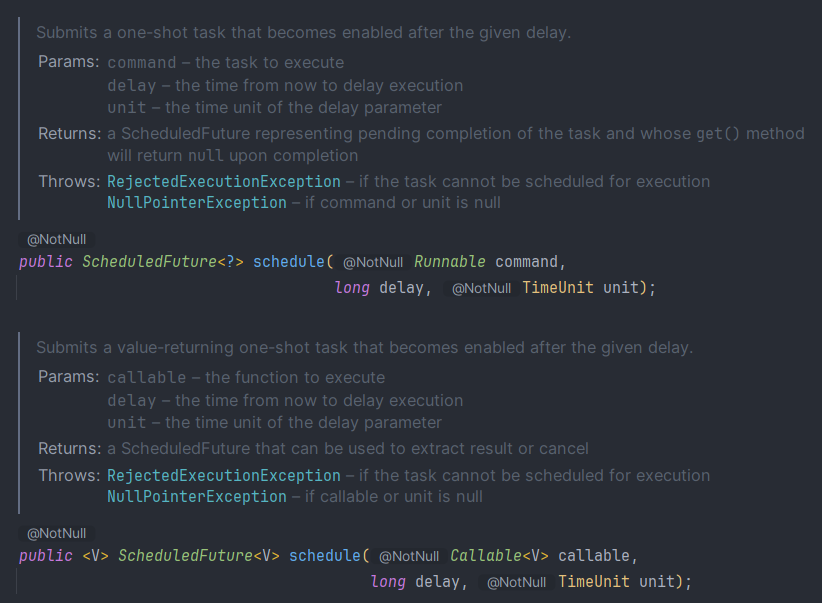 Submits a one-shot task that becomes enabled after the given delay.
Params: command – the task to execute
delay – the time from now to delay execution
unit – the time unit of the delay parameter
Returns: a ScheduledFuture representing pending completion of the task and whose get() method
will return null upon completion
Throws: RejectedExecutionException – if the task cannot be scheduled for execution
NullPointerException – if command or unit is null
@NotNull
public ScheduledFuture<?> schedule( @NotNull Runnable command,
long delay, @NotNull TimeUnit unit);
Submits a value-returning one-shot task that becomes enabled after the given delay.
Params: callable – the function to execute
delay – the time from now to delay execution
unit – the time unit of the delay parameter
Returns: a ScheduledFuture that can be used to extract result or cancel
Throws: RejectedExecutionException – if the task cannot be scheduled for execution
NullPointerException – if callable or unit is null
@NotNull
public <V> ScheduledFuture<V> schedule( @NotNull Callable<V> callable,
long delay, @NotNull TimeUnit unit);